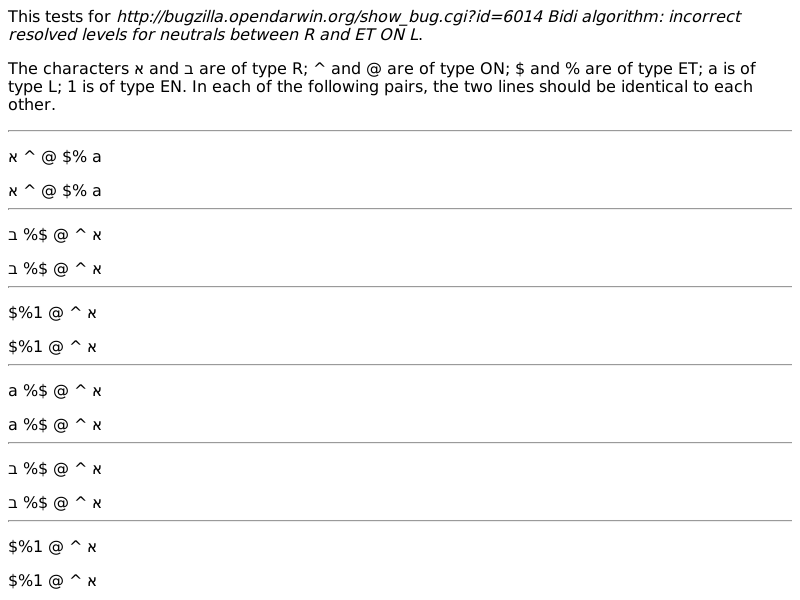 This tests for http://bugzilla.opendarwin.org/show_bug.cgi?id=6014 Bidi algorithm: incorrect
resolved levels for neutrals between R and ET ON L.
The characters א and ב are of type R; ^ and @ are of type ON; $ and % are of type ET; a is of
type L; 1 is of type EN. In each of the following pairs, the two lines should be identical to each
other.
א ^ @ $% a
א ^ @ $% a
א ^ @ $% ב
א ^ @ $% ב
א ^ @ $%1
א ^ @ $%1
א ^ @ $% a
א ^ @ $% a
א ^ @ $% ב
א ^ @ $% ב
א ^ @ $%1
א ^ @ $%1